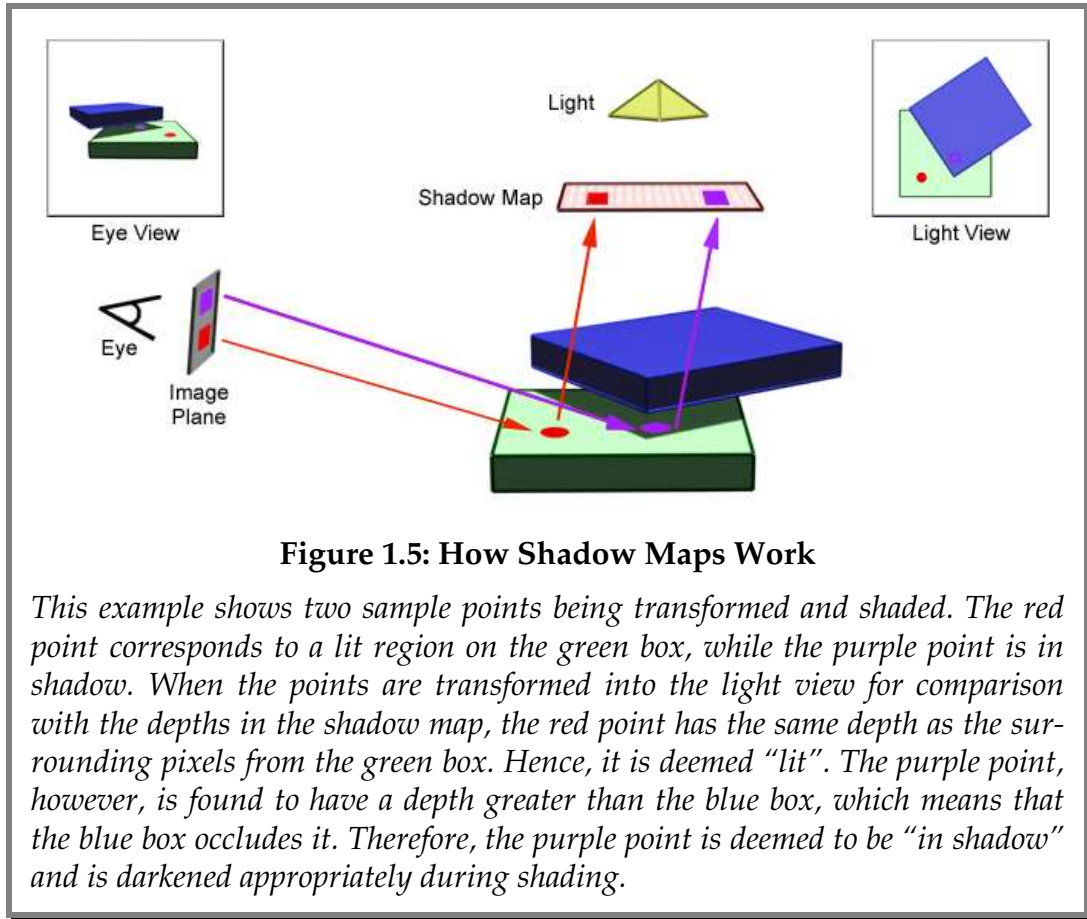 Eye View
Light
Shadow Map
Light View
Eye
Image
Plane
Figure 1.5: How Shadow Maps Work
This example shows two sample points being transformed and shaded. The red
point corresponds to a lit region on the green box, while the purple point is in
shadow. When the points are transformed into the light view for comparison
with the depths in the shadow map, the red point has the same depth as the sur-
rounding pixels from the green box. Hence, it is deemed “lit”. The purple point,
however, is found to have a depth greater than the blue box, which means that
the blue box occludes it. Therefore, the purple point is deemed to be “in shadow”
and is darkened appropriately during shading.